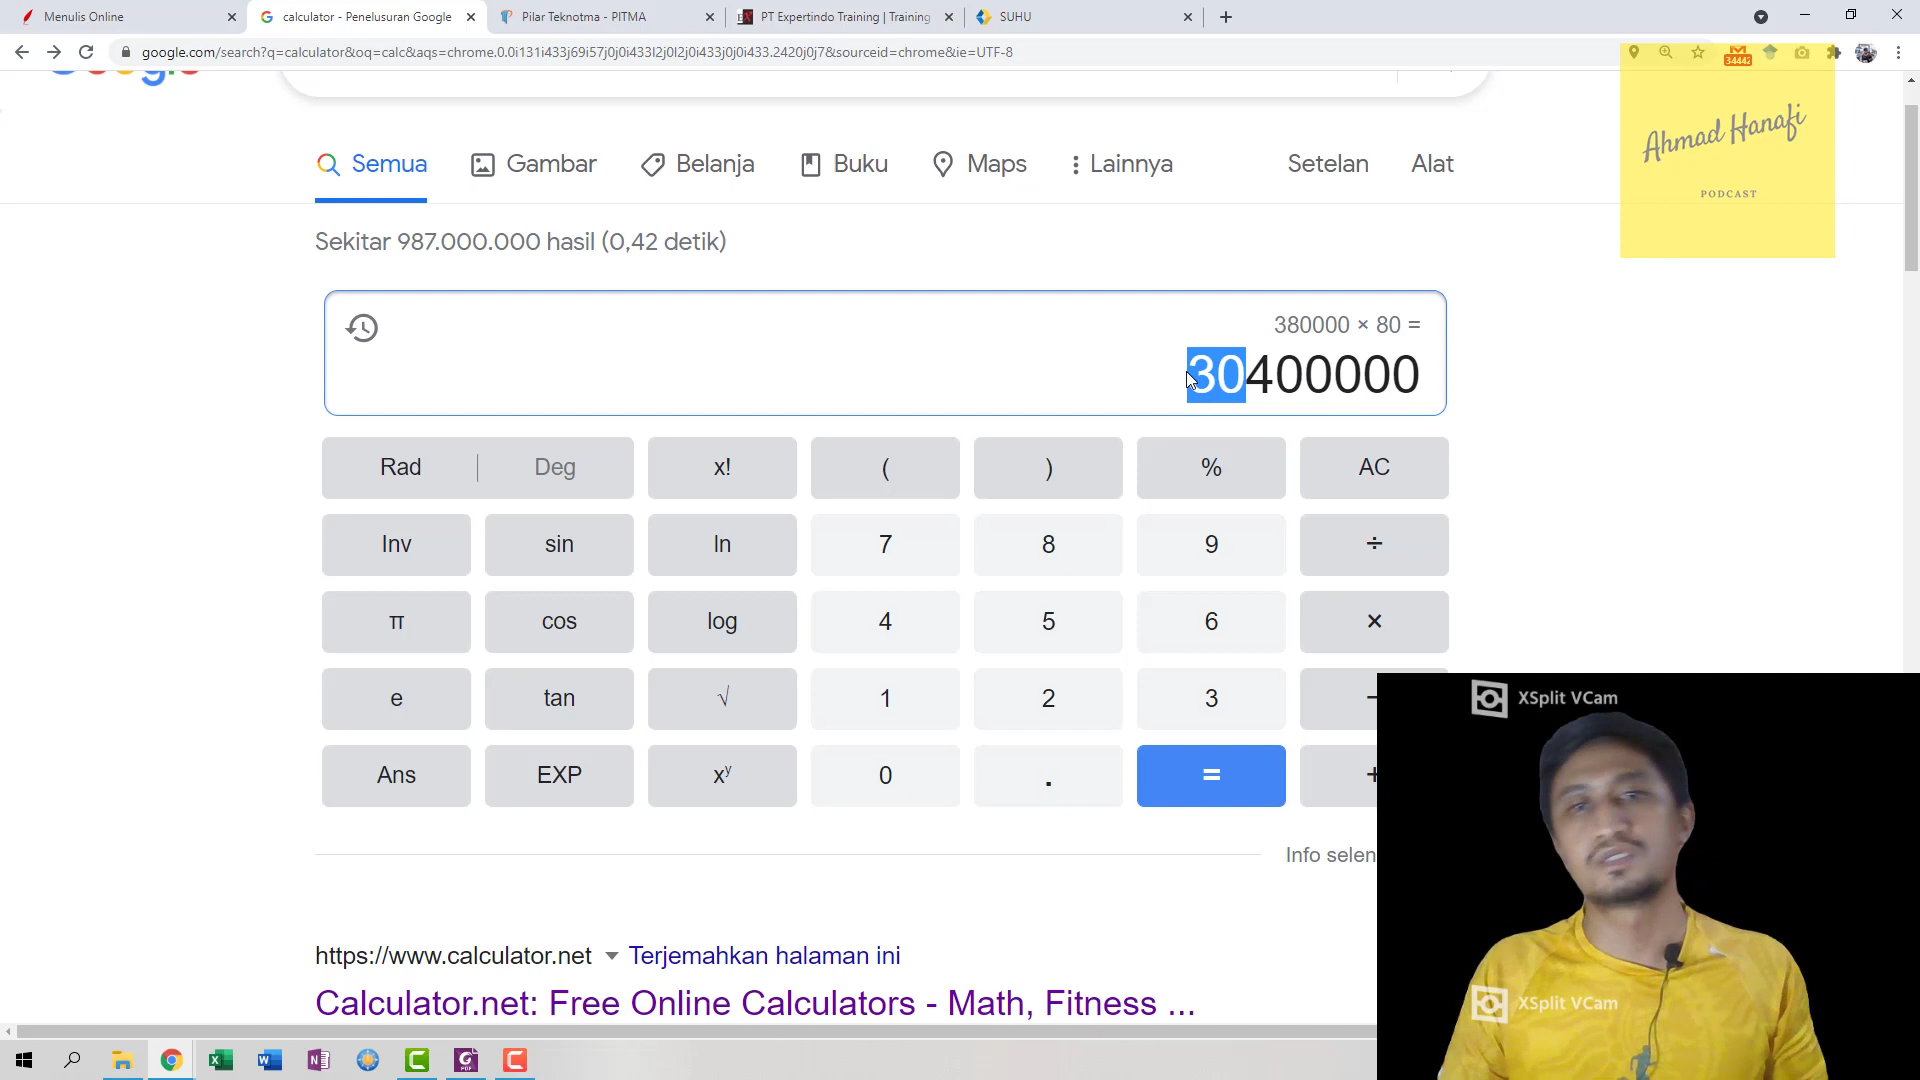 Menulis Online
calculator - Penelusuran Google
Pilar Teknotma - PITMA
PT Expertindo Training | Training
SUHU
google.com/search?q=calculator&oq=calc&aqs=chrome.0.0i131i433j69i57j0j0i433l2j0l2j0i433j0j0i433.2420j0j7&sourceid=chrome&ie=UTF-8
34442
Ahmad Hanafi
PODCAST
Semua
Gambar
Belanja
Buku
Maps
Lainnya
Setelan
Alat
Sekitar 987.000.000 hasil (0,42 detik)
380000 × 80 =
30400000
Rad Deg x! ( ) % AC
Inv sin ln 7 8 9 ÷
π cos log 4 5 6 ×
e tan √ 1 2 3 −
Ans EXP xʸ 0 . = +
Info selen
https://www.calculator.net
Terjemahkan halaman ini
Calculator.net: Free Online Calculators - Math, Fitness ...
XSplit VCam
XSplit VCam